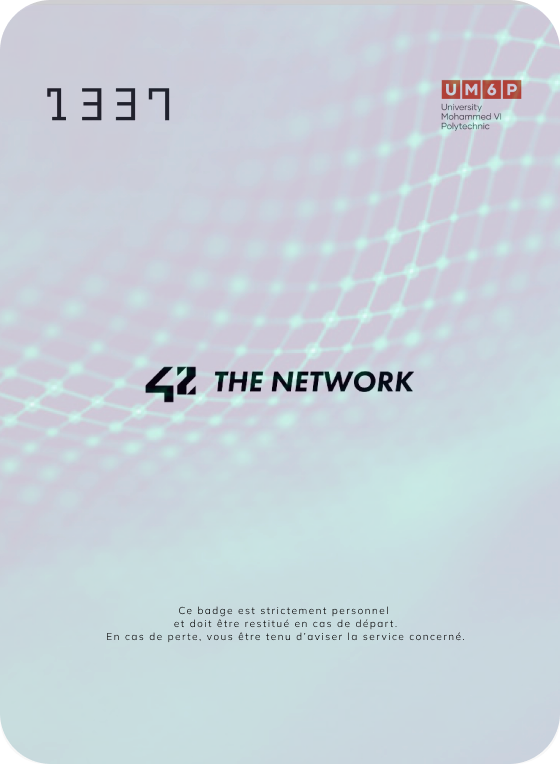 1337
UM6P
University
Mohammed VI
Polytechnic
42 THE NETWORK
Ce badge est strictement personnel
et doit être restitué en cas de départ.
En cas de perte, vous être tenu d'aviser la service concerné.